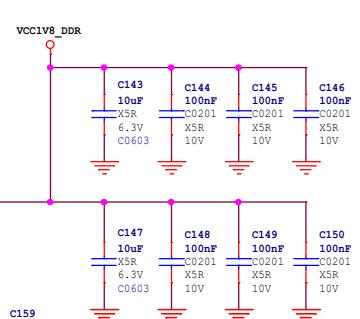 VCC1V8_DDR
C143 C144 C145 C146
10uF 100nF 100nF 100nF
X5R C0201 C0201 C0201
6.3V X5R X5R X5R
C0603 10V 10V 10V
C147 C148 C149 C150
10uF 100nF 100nF 100nF
X5R C0201 C0201 C0201
6.3V X5R X5R X5R
C0603 10V 10V 10V
C159